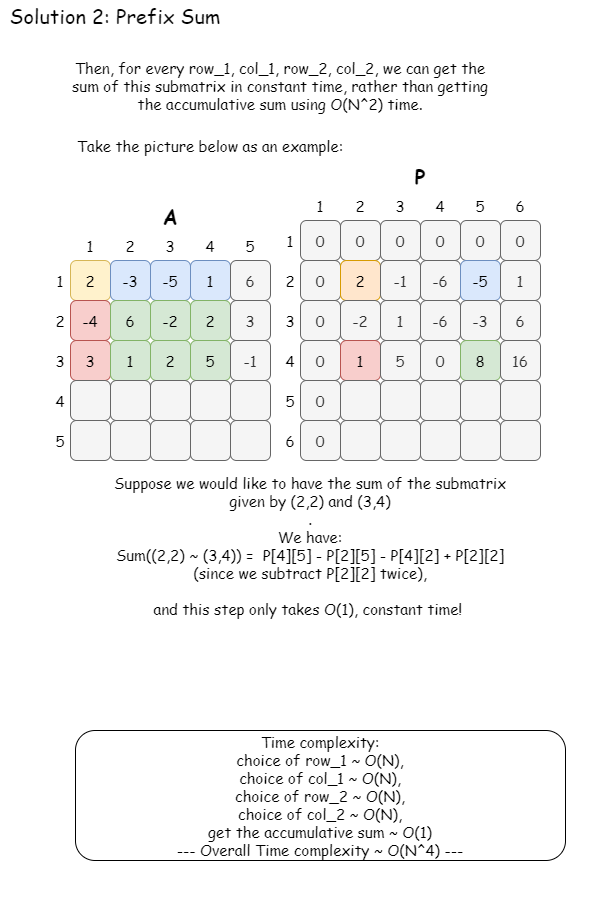 Solution 2: Prefix Sum
Then, for every row_1, col_1, row_2, col_2, we can get the
sum of this submatrix in constant time, rather than getting
the accumulative sum using O(N^2) time.
Take the picture below as an example:
A
1 2 3 4 5
1 2 -3 -5 1 6
2 -4 6 -2 2 3
3 3 1 2 5 -1
4
5
P
1 2 3 4 5 6
1 0 0 0 0 0 0
2 0 2 -1 -6 -5 1
3 0 -2 1 -6 -3 6
4 0 1 5 0 8 16
5 0
6 0
Suppose we would like to have the sum of the submatrix
given by (2,2) and (3,4)
.
We have:
Sum((2,2) ~ (3,4)) = P[4][5] - P[2][5] - P[4][2] + P[2][2]
(since we subtract P[2][2] twice),
and this step only takes O(1), constant time!
Time complexity:
choice of row_1 ~ O(N),
choice of col_1 ~ O(N),
choice of row_2 ~ O(N),
choice of col_2 ~ O(N),
get the accumulative sum ~ O(1)
--- Overall Time complexity ~ O(N^4) ---